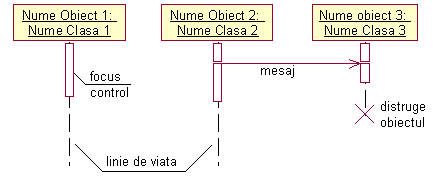 Nume Obiect 1:
Nume Clasa 1
Nume Obiect 2:
Nume Clasa 2
Nume obiect 3:
Nume Clasa 3
focus
control
mesaj
distruge
obiectul
linie de viata